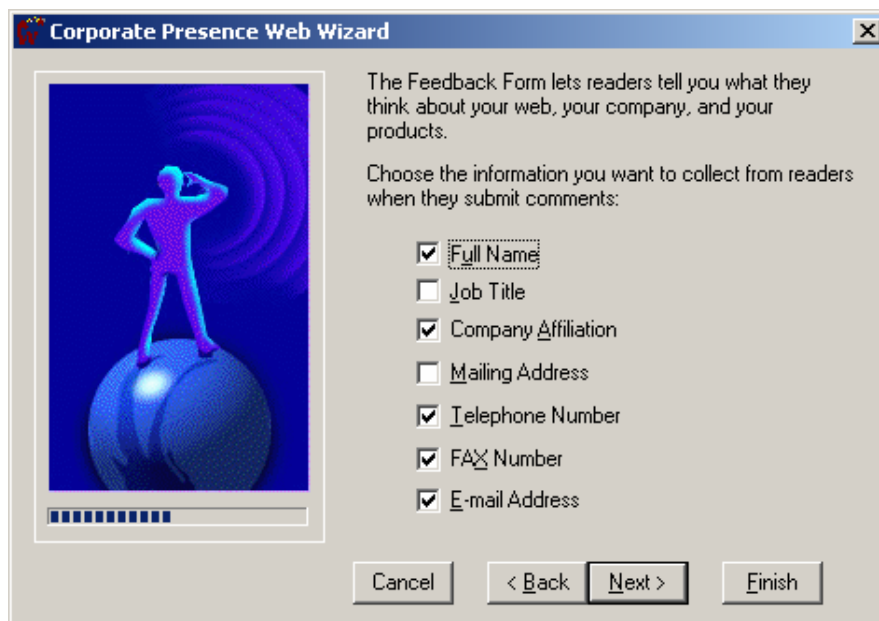 Corporate Presence Web Wizard
The Feedback Form lets readers tell you what they
think about your web, your company, and your
products.
Choose the information you want to collect from readers
when they submit comments:
Full Name
Job Title
Company Affiliation
Mailing Address
Telephone Number
FAX Number
E-mail Address
Cancel
< Back
Next >
Finish